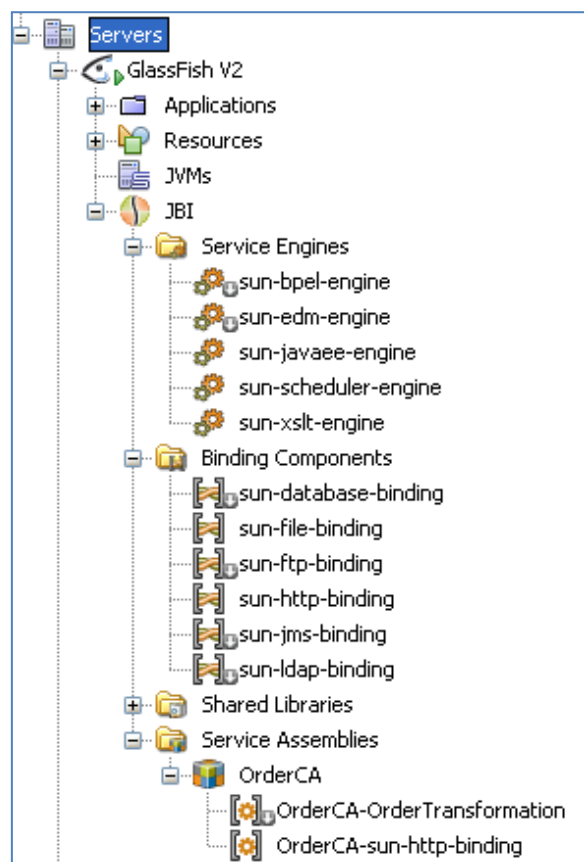 Servers
GlassFish V2
Applications
Resources
JVMs
JBI
Service Engines
sun-bpel-engine
sun-edm-engine
sun-javaee-engine
sun-scheduler-engine
sun-xslt-engine
Binding Components
sun-database-binding
sun-file-binding
sun-ftp-binding
sun-http-binding
sun-jms-binding
sun-ldap-binding
Shared Libraries
Service Assemblies
OrderCA
OrderCA-OrderTransformation
OrderCA-sun-http-binding